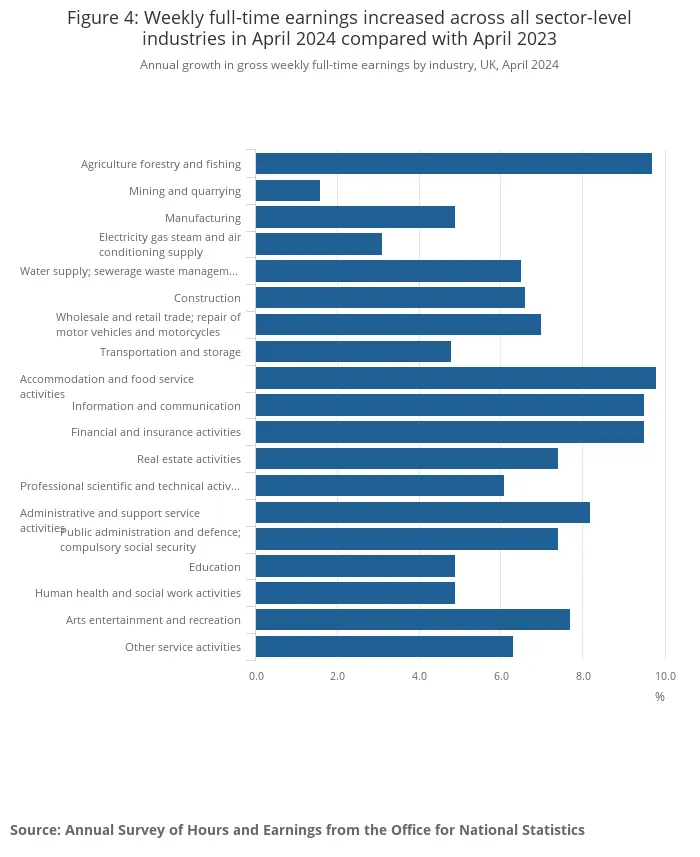 Figure 4: Weekly full-time earnings increased across all sector-level
industries in April 2024 compared with April 2023
Annual growth in gross weekly full-time earnings by industry, UK, April 2024
Agriculture forestry and fishing
Mining and quarrying
Manufacturing
Electricity gas steam and air
conditioning supply
Water supply; sewerage waste managem...
Construction
Wholesale and retail trade; repair of
motor vehicles and motorcycles
Transportation and storage
Accommodation and food service
activities
Information and communication
Financial and insurance activities
Real estate activities
Professional scientific and technical activ...
Administrative and support service
activities
Public administration and defence;
compulsory social security
Education
Human health and social work activities
Arts entertainment and recreation
Other service activities
0.0 2.0 4.0 6.0 8.0 10.0
%
Source: Annual Survey of Hours and Earnings from the Office for National Statistics